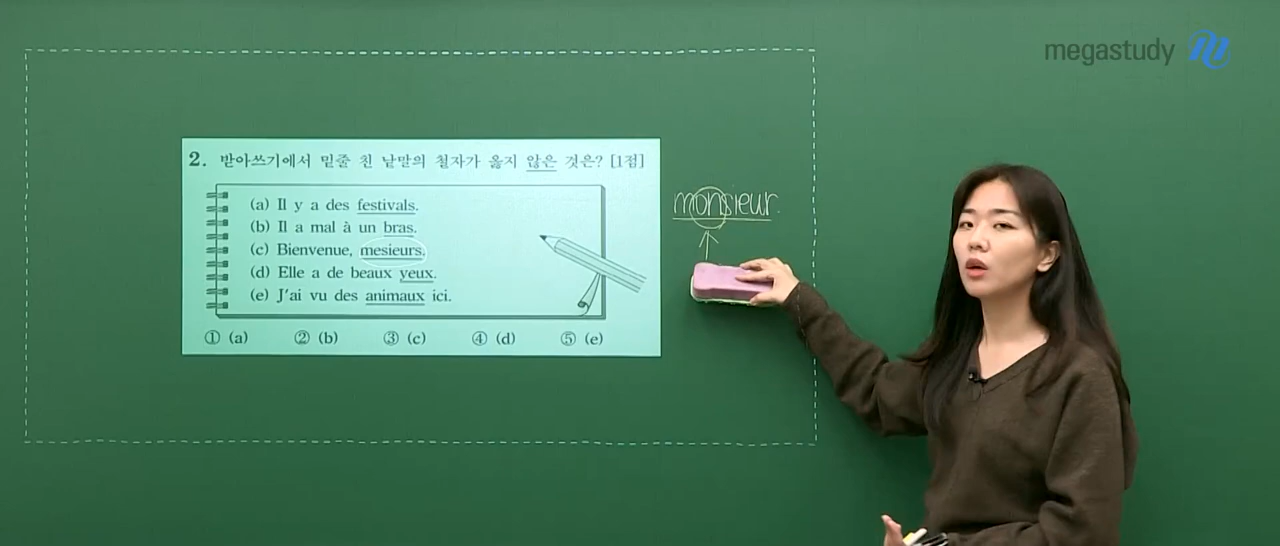 megastudy
2. 받아쓰기에서 밑줄 친 낱말의 철자가 옳지 않은 것은? [1점]
(a) Il y a des festivals.
(b) Il a mal à un bras.
(c) Bienvenue, mesieurs.
(d) Elle a de beaux yeux.
(e) J'ai vu des animaux ici.
① (a) ② (b) ③ (c) ④ (d) ⑤ (e)
monsieur.